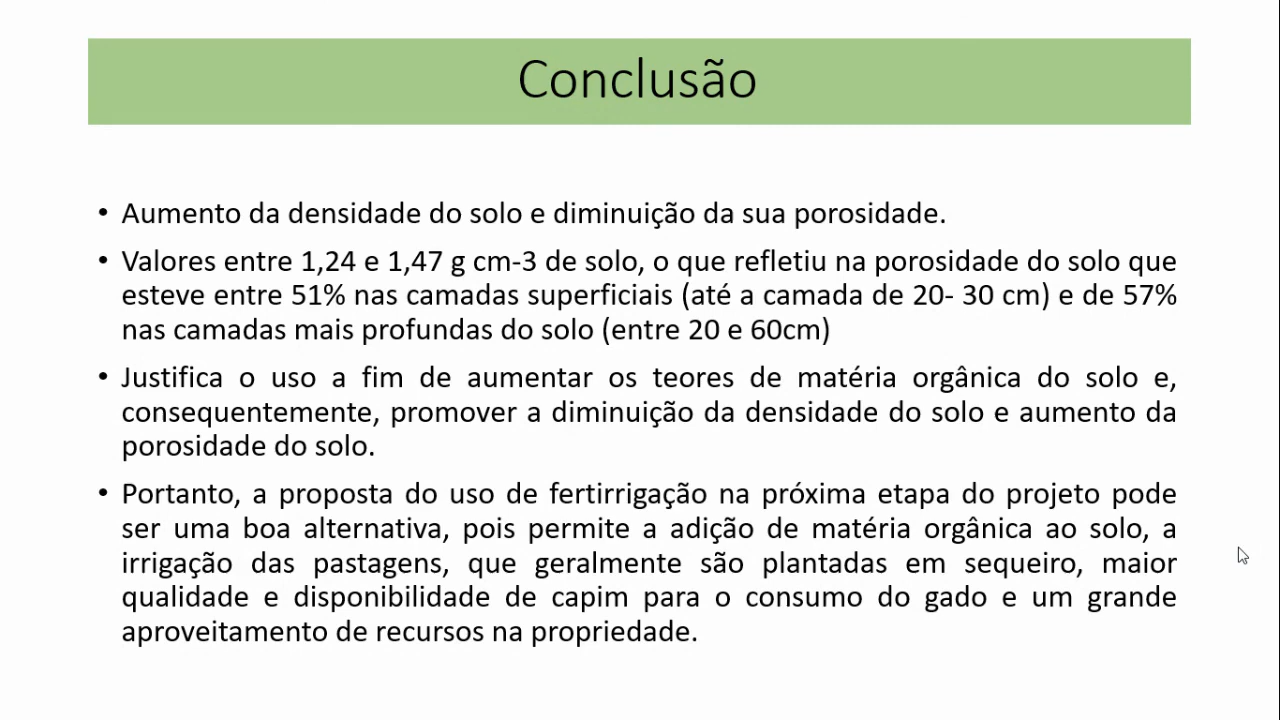 Conclusão
• Aumento da densidade do solo e diminuição da sua porosidade.
• Valores entre 1,24 e 1,47 g cm-3 de solo, o que refletiu na porosidade do solo que
esteve entre 51% nas camadas superficiais (até a camada de 20- 30 cm) e de 57%
nas camadas mais profundas do solo (entre 20 e 60cm)
• Justifica o uso a fim de aumentar os teores de matéria orgânica do solo e,
consequentemente, promover a diminuição da densidade do solo e aumento da
porosidade do solo.
• Portanto, a proposta do uso de fertirrigação na próxima etapa do projeto pode
ser uma boa alternativa, pois permite a adição de matéria orgânica ao solo, a
irrigação das pastagens, que geralmente são plantadas em sequeiro, maior
qualidade e disponibilidade de capim para o consumo do gado e um grande
aproveitamento de recursos na propriedade.